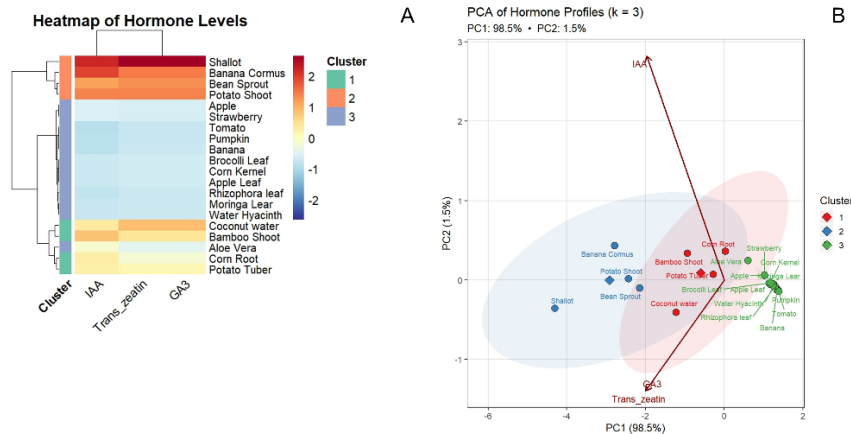 Heatmap of Hormone Levels
A
Shallot
Banana Cormus
Bean Sprout
Potato Shoot
Apple
Strawberry
Tomato
Pumpkin
Banana
Brocolli Leaf
Corn Kernel
Apple Leaf
Rhizophora leaf
Moringa Lear
Water Hyacinth
Coconut water
Bamboo Shoot
Aloe Vera
Corn Root
Potato Tuber
Cluster
IAA
Trans_zeatin
GA3
2
1
0
-1
-2
Cluster
1
2
3
PCA of Hormone Profiles (k = 3)
B
PC1: 98.5% • PC2: 1.5%
3
2
1
0
-1
PC2 (1.5%)
IAA
Banana Cormus
Corn Root
Strawberry
Bamboo Shoot
Aloe Vera
Corn Kernel
Potato Shoot
Potato Tuber
Apple
Bean Sprout
Brocolli Leaf
Apple Leaf
Shallot
Coconut water
Water Hyacinth
Pumpkin
Rhizophora leaf
Tomato
Banana
GA3
Trans_zeatin
-6
-4
-2
0
2
PC1 (98.5%)
Cluster
1
2
3